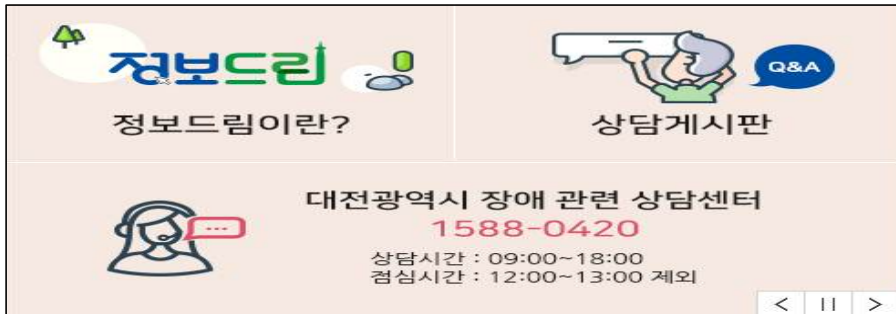 정보드림
정보드림이란?
Q&A
상담게시판
대전광역시 장애 관련 상담센터
1588-0420
상담시간 : 09:00~18:00
점심시간 : 12:00~13:00 제외